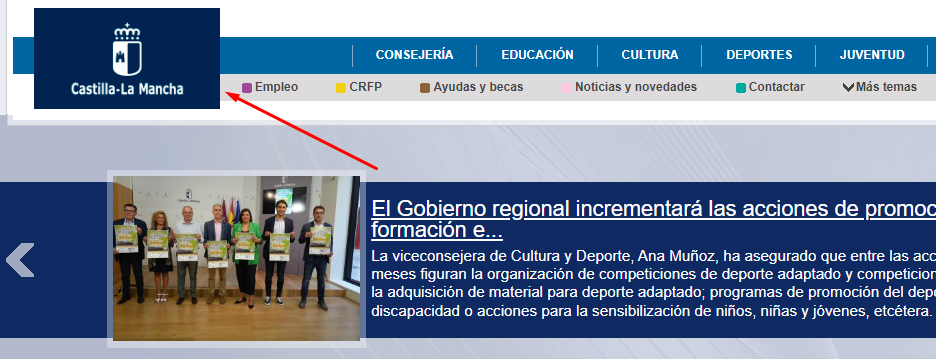 Castilla-La Mancha
CONSEJERÍA
EDUCACIÓN
CULTURA
DEPORTES
JUVENTUD
Empleo
CRFP
Ayudas y becas
Noticias y novedades
Contactar
Más temas
El Gobierno regional incrementará las acciones de promoc
formación e...
La viceconsejera de Cultura y Deporte, Ana Muñoz, ha asegurado que entre las acc
meses figuran la organización de competiciones de deporte adaptado y competicion
la adquisición de material para deporte adaptado; programas de promoción del depo
discapacidad o acciones para la sensibilización de niños, niñas y jóvenes, etcétera.